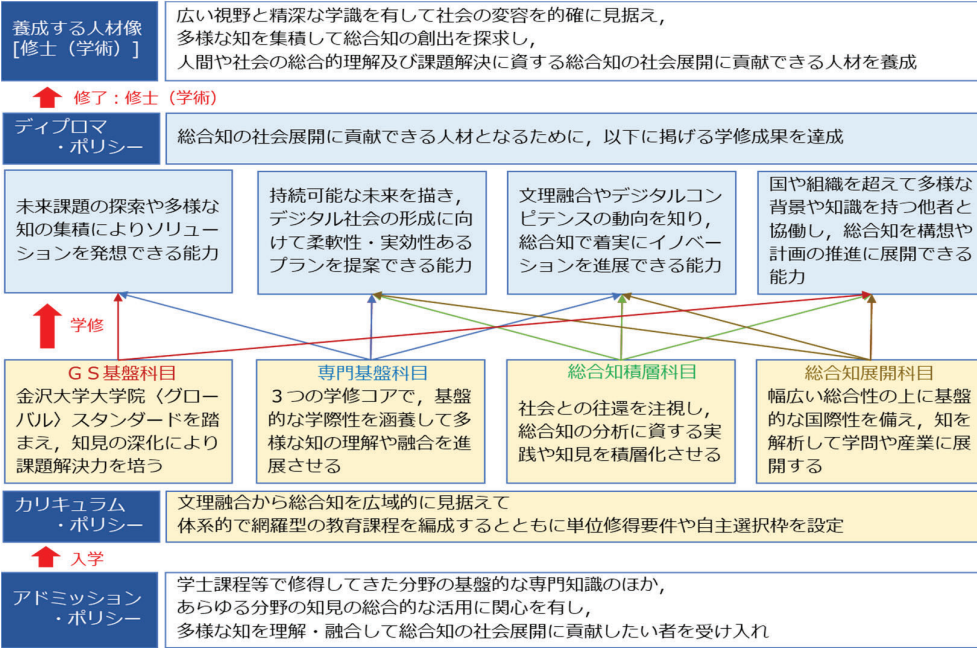 養成する人材像
[修士（学術）]
広い視野と精深な学識を有して社会の変容を的確に見据え，
多様な知を集積して総合知の創出を探求し，
人間や社会の総合的理解及び課題解決に資する総合知の社会展開に貢献できる人材を養成
修了：修士（学術）
ディプロマ
・ポリシー
総合知の社会展開に貢献できる人材となるために，以下に掲げる学修成果を達成
未来課題の探索や多様な
知の集積によりソリュー
ションを発想できる能力
持続可能な未来を描き，
デジタル社会の形成に向
けて柔軟性・実効性ある
プランを提案できる能力
文理融合やデジタルコン
ピテンスの動向を知り，
総合知で着実にイノベー
ションを進展できる能力
国や組織を超えて多様な
背景や知識を持つ他者と
協働し，総合知を構想や
計画の推進に展開できる
能力
学修
ＧＳ基盤科目
金沢大学大学院〈グロー
バル〉スタンダードを踏
まえ，知見の深化により
課題解決力を培う
専門基盤科目
３つの学修コアで，基盤
的な学際性を涵養して多
様な知の理解や融合を進
展させる
総合知積層科目
社会との往還を注視し，
総合知の分析に資する実
践や知見を積層化させる
総合知展開科目
幅広い総合性の上に基盤
的な国際性を備え，知を
解析して学問や産業に展
開する
カリキュラム
・ポリシー
文理融合から総合知を広域的に見据えて
体系的で網羅型の教育課程を編成するとともに単位修得要件や自主選択枠を設定
入学
アドミッション
・ポリシー
学士課程等で修得してきた分野の基盤的な専門知識のほか，
あらゆる分野の知見の総合的な活用に関心を有し，
多様な知を理解・融合して総合知の社会展開に貢献したい者を受け入れ